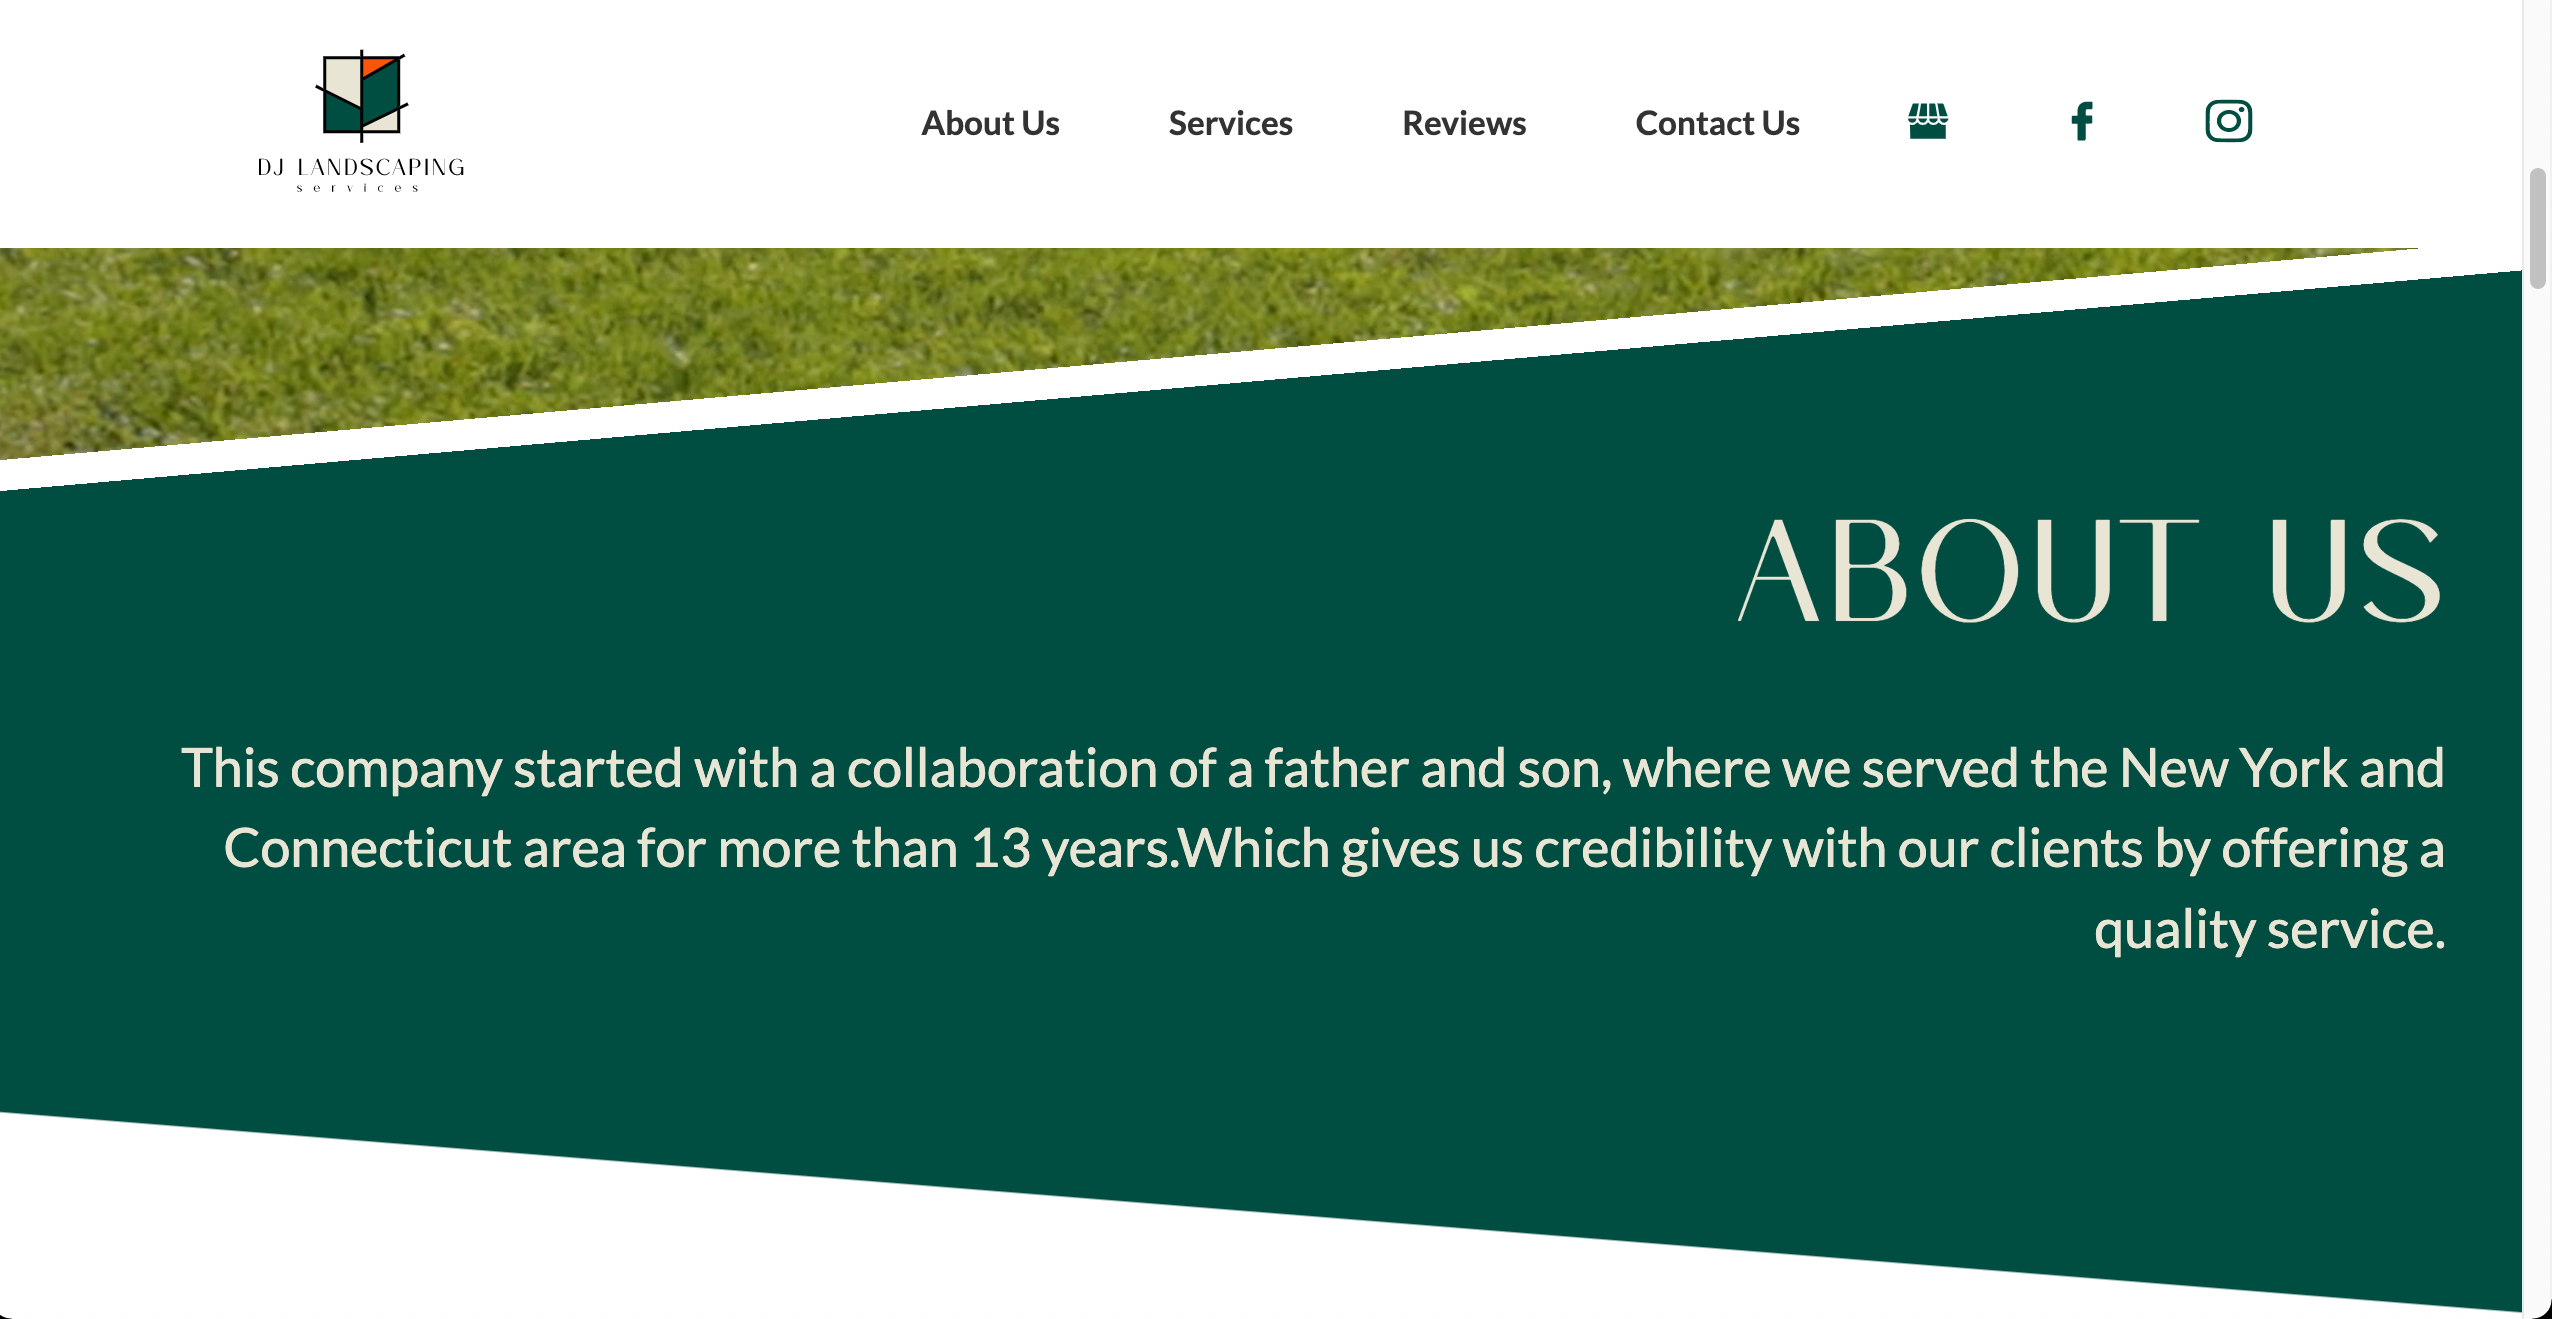 DJ LANDSCAPING
services
About Us
Services
Reviews
Contact Us
ABOUT US
This company started with a collaboration of a father and son, where we served the New York and
Connecticut area for more than 13 years.Which gives us credibility with our clients by offering a
quality service.